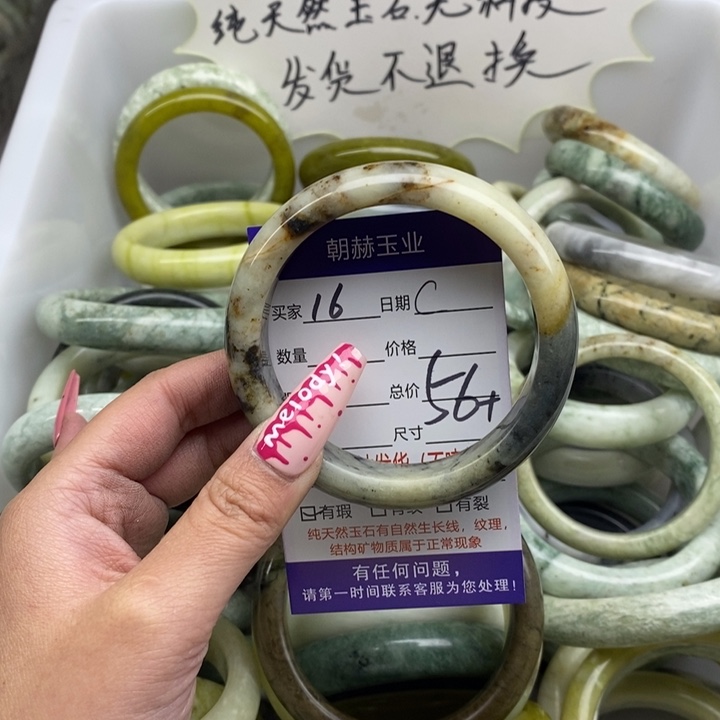 纯天然玉石.无
发货不退换
朝赫玉业
买家 16 日期 C
数量 价格
总价 56+
尺寸
melody
有瑕 有裂
纯天然玉石有自然生长线，纹理，
结构矿物质属于正常现象
有任何问题，
请第一时间联系客服为您处理！